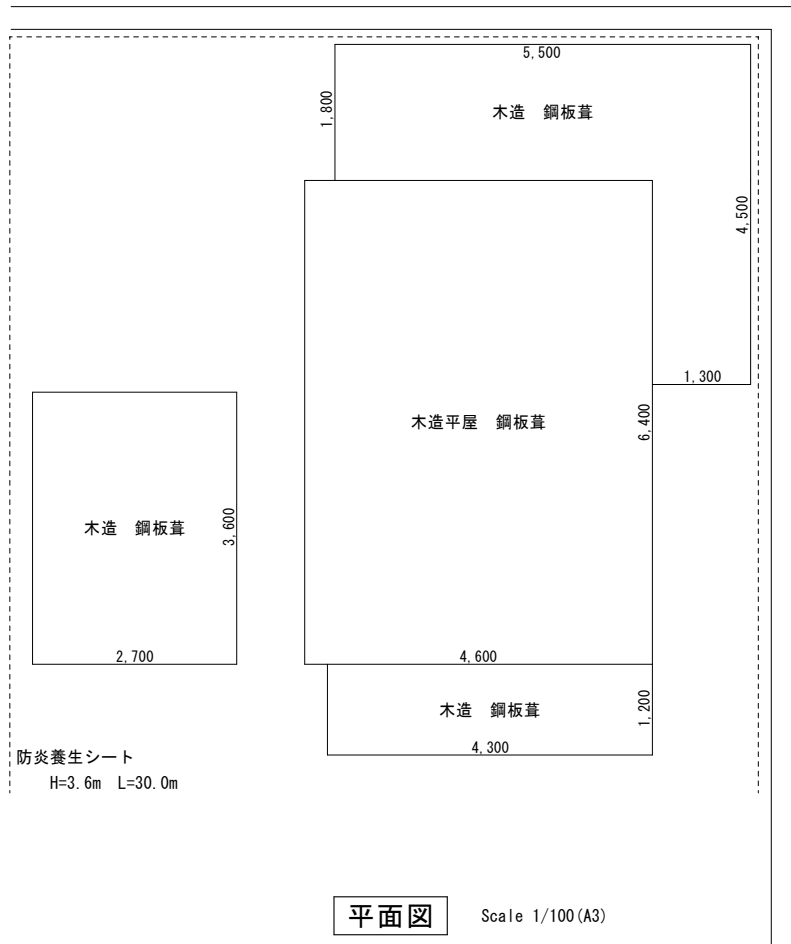 5,500
1,800
木造　鋼板葺
4,500
1,300
木造平屋　鋼板葺
6,400
木造　鋼板葺
3,600
2,700
4,600
木造　鋼板葺
1,200
4,300
防炎養生シート
H=3.6m　L=30.0m
平面図　Scale 1/100(A3)